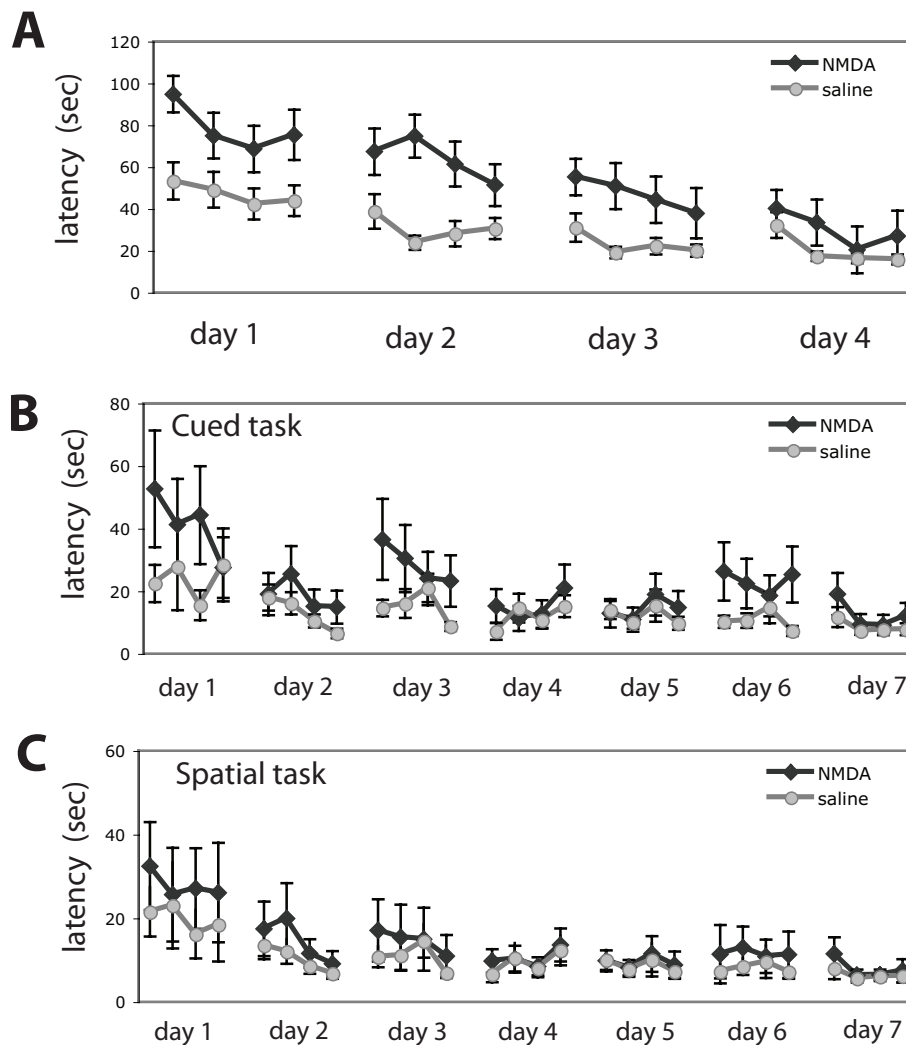 A
120
100
80
60
40
20
0
latency (sec)
NMDA
saline
day 1 day 2 day 3 day 4
B
80
60
40
20
0
latency (sec)
Cued task
NMDA
saline
day 1 day 2 day 3 day 4 day 5 day 6 day 7
C
60
40
20
0
latency (sec)
Spatial task
NMDA
saline
day 1 day 2 day 3 day 4 day 5 day 6 day 7